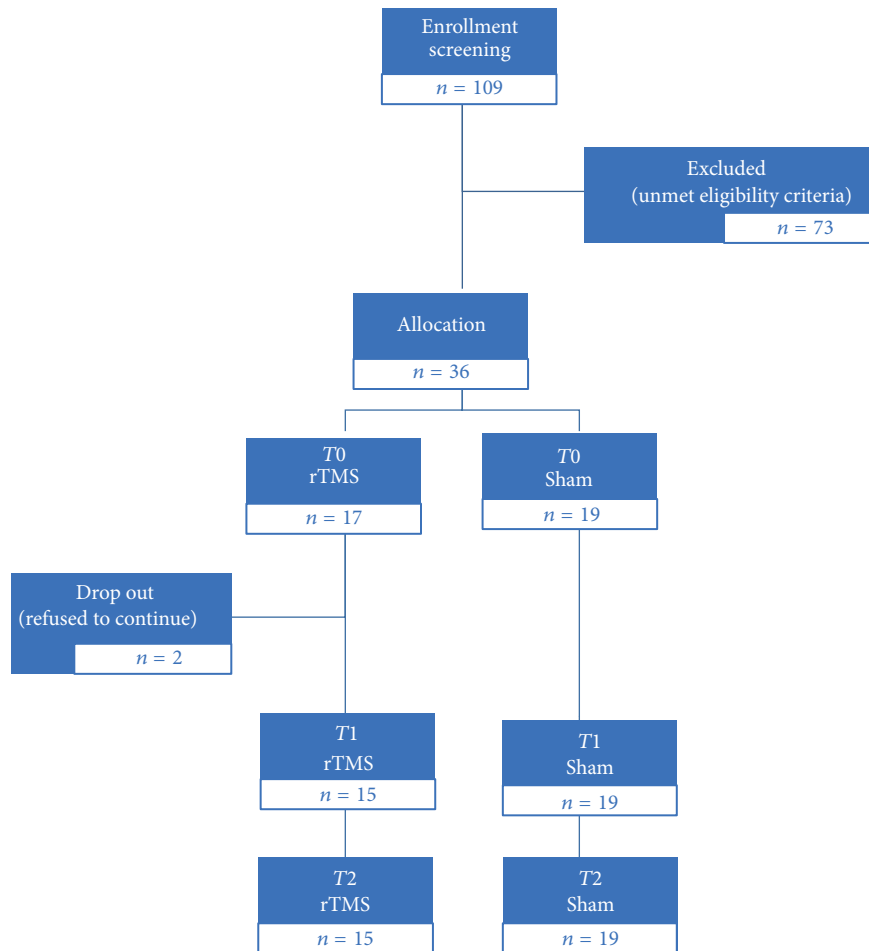 Enrollment
screening
n = 109
Excluded
(unmet eligibility criteria)
n = 73
Allocation
n = 36
T0
rTMS
n = 17
T0
Sham
n = 19
Drop out
(refused to continue)
n = 2
T1
rTMS
n = 15
T1
Sham
n = 19
T2
rTMS
n = 15
T2
Sham
n = 19